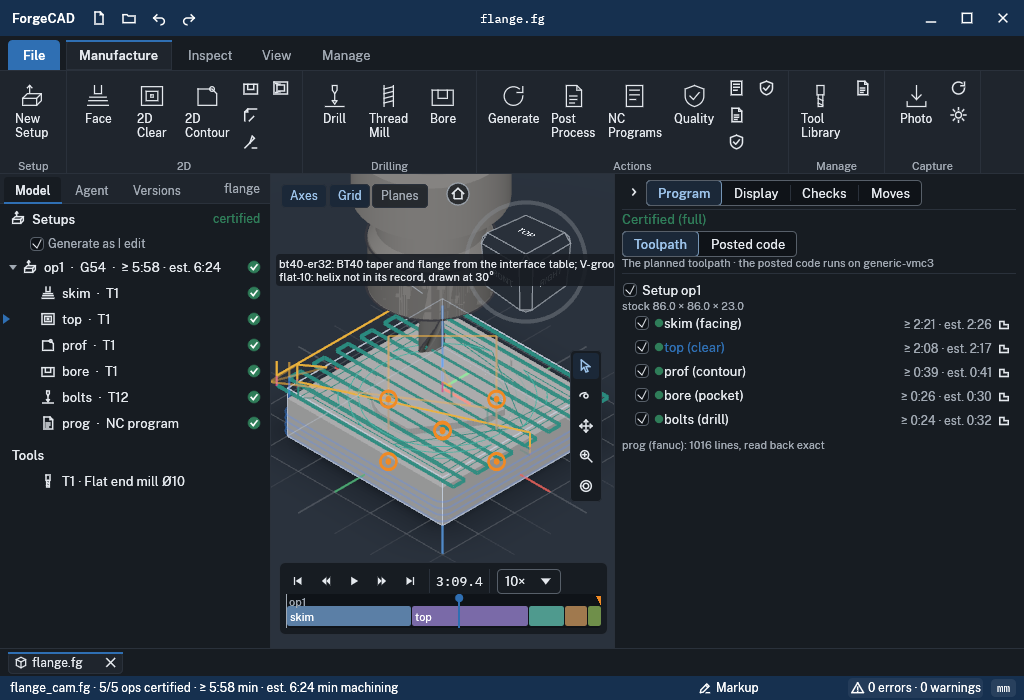 ForgeCAD
flange.fg
File
Manufacture
Inspect
View
Manage
New Setup
Face
2D Clear
2D Contour
Drill
Thread Mill
Bore
Generate
Post Process
NC Programs
Quality
Tool Library
Photo
Setup
2D
Drilling
Actions
Manage
Capture
Model
Agent
Versions
flange
Setups
certified
Generate as I edit
op1 · G54 · ≥ 5:58 · est. 6:24
skim · T1
top · T1
prof · T1
bore · T1
bolts · T12
prog · NC program
Tools
T1 · Flat end mill Ø10
Axes
Grid
Planes
TOP
bt40-er32: BT40 taper and flange from the interface table; V-groo
flat-10: helix not in its record, drawn at 30°
3:09.4
10×
op1
skim
top
Program
Display
Checks
Moves
Certified (full)
Toolpath
Posted code
The planned toolpath · the posted code runs on generic-vmc3
Setup op1
stock 86.0 × 86.0 × 23.0
skim (facing) ≥ 2:21 · est. 2:26
top (clear) ≥ 2:08 · est. 2:17
prof (contour) ≥ 0:39 · est. 0:41
bore (pocket) ≥ 0:26 · est. 0:30
bolts (drill) ≥ 0:24 · est. 0:32
prog (fanuc): 1016 lines, read back exact
flange.fg
flange_cam.fg · 5/5 ops certified · ≥ 5:58 min · est. 6:24 min machining
Markup
0 errors · 0 warnings
mm